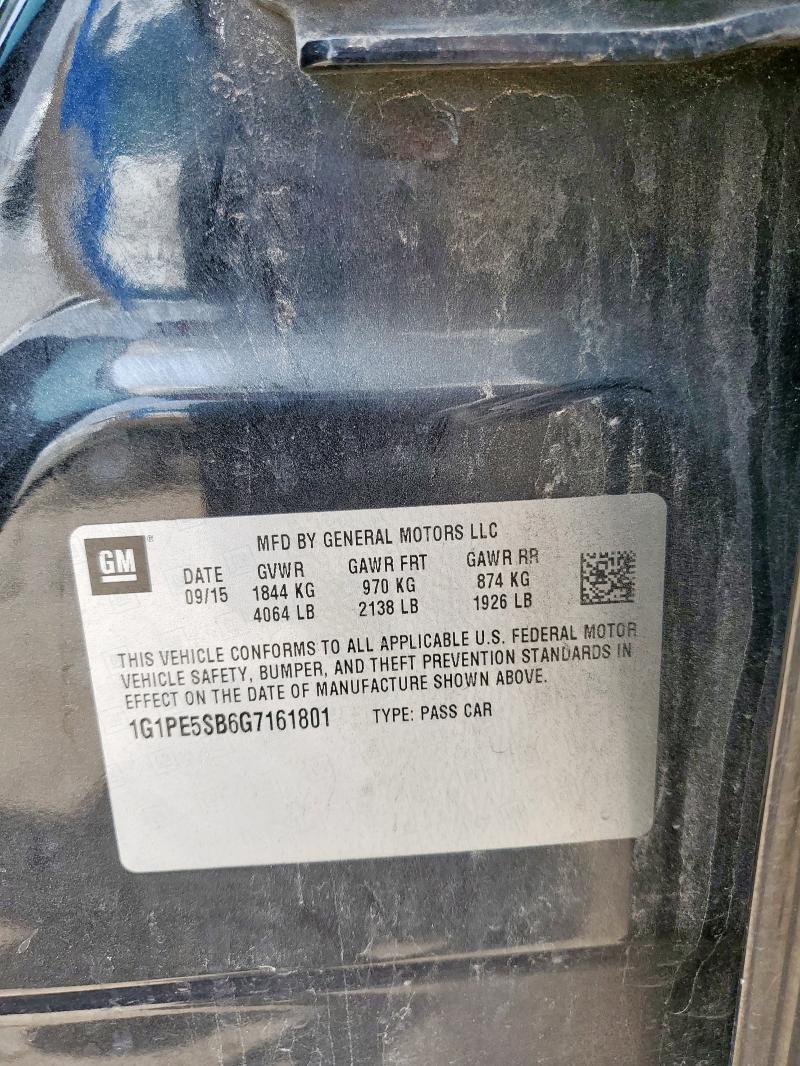 GM ®
MFD BY GENERAL MOTORS LLC
DATE GVWR GAWR FRT GAWR RR
09/15 1844 KG 970 KG 874 KG
4064 LB 2138 LB 1926 LB
THIS VEHICLE CONFORMS TO ALL APPLICABLE U.S. FEDERAL MOTOR
VEHICLE SAFETY, BUMPER, AND THEFT PREVENTION STANDARDS IN
EFFECT ON THE DATE OF MANUFACTURE SHOWN ABOVE.
1G1PE5SB6G7161801 TYPE: PASS CAR